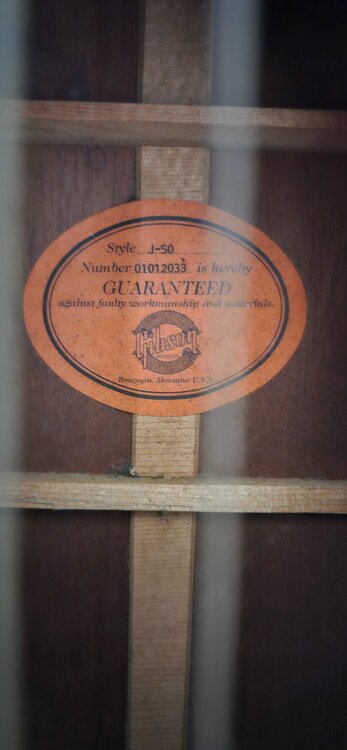 Style J-50
Number 01012033 is hereby
GUARANTEED
against faulty workmanship and materials.
Gibson
Bozeman, Montana U.S.A.